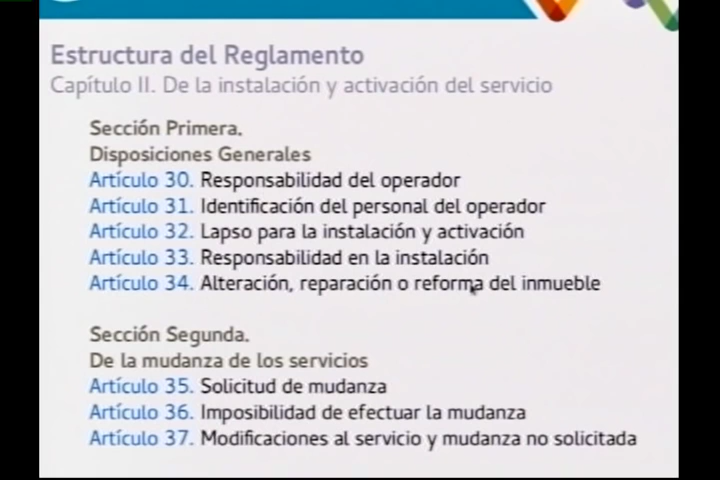 Estructura del Reglamento
Capítulo II. De la instalación y activación del servicio
Sección Primera.
Disposiciones Generales
Artículo 30. Responsabilidad del operador
Artículo 31. Identificación del personal del operador
Artículo 32. Lapso para la instalación y activación
Artículo 33. Responsabilidad en la instalación
Artículo 34. Alteración, reparación o reforma del inmueble
Sección Segunda.
De la mudanza de los servicios
Artículo 35. Solicitud de mudanza
Artículo 36. Imposibilidad de efectuar la mudanza
Artículo 37. Modificaciones al servicio y mudanza no solicitada